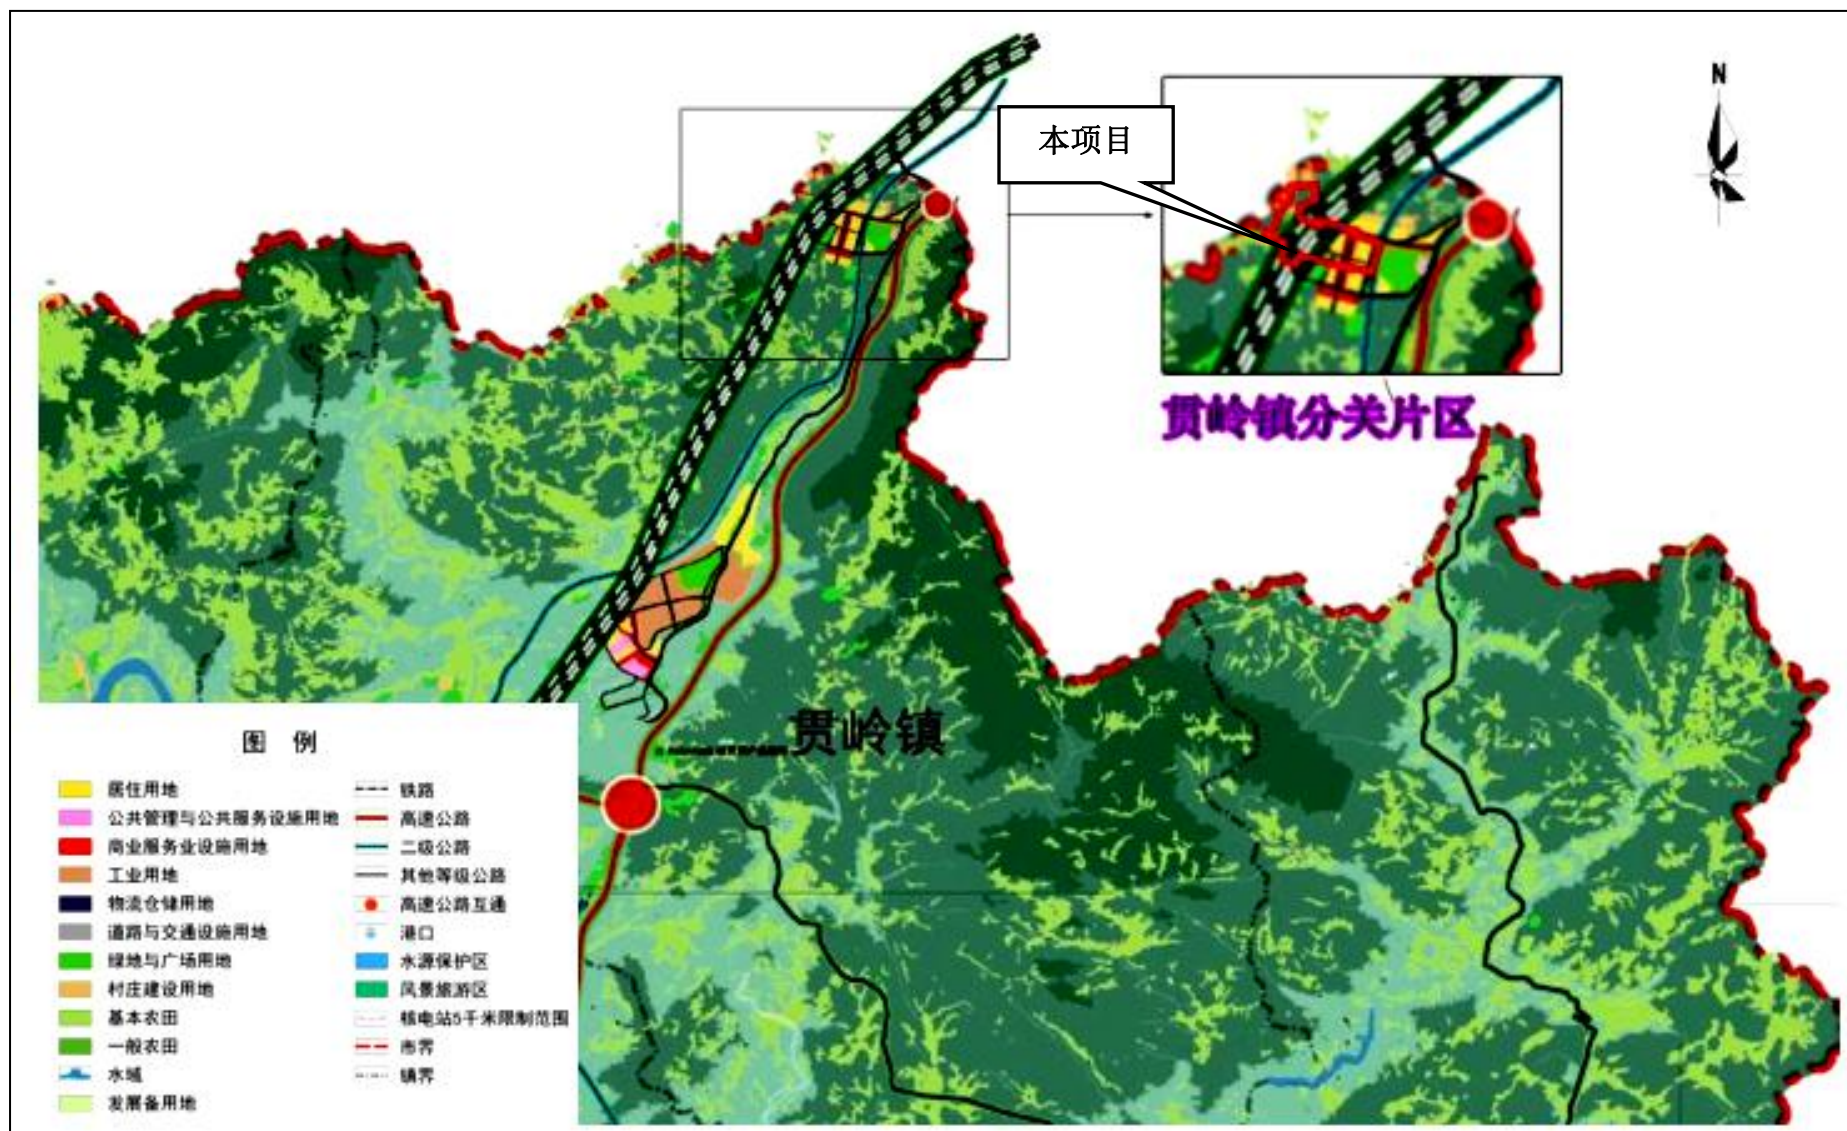 N
本项目
贯岭镇分关片区
贯岭镇
图 例
居住用地
公共管理与公共服务设施用地
商业服务业设施用地
工业用地
物流仓储用地
道路与交通设施用地
绿地与广场用地
村庄建设用地
基本农田
一般农田
水域
发展备用地
铁路
高速公路
二级公路
其他等级公路
高速公路互通
港口
水源保护区
风景旅游区
核电站5千米限制范围
市界
镇界